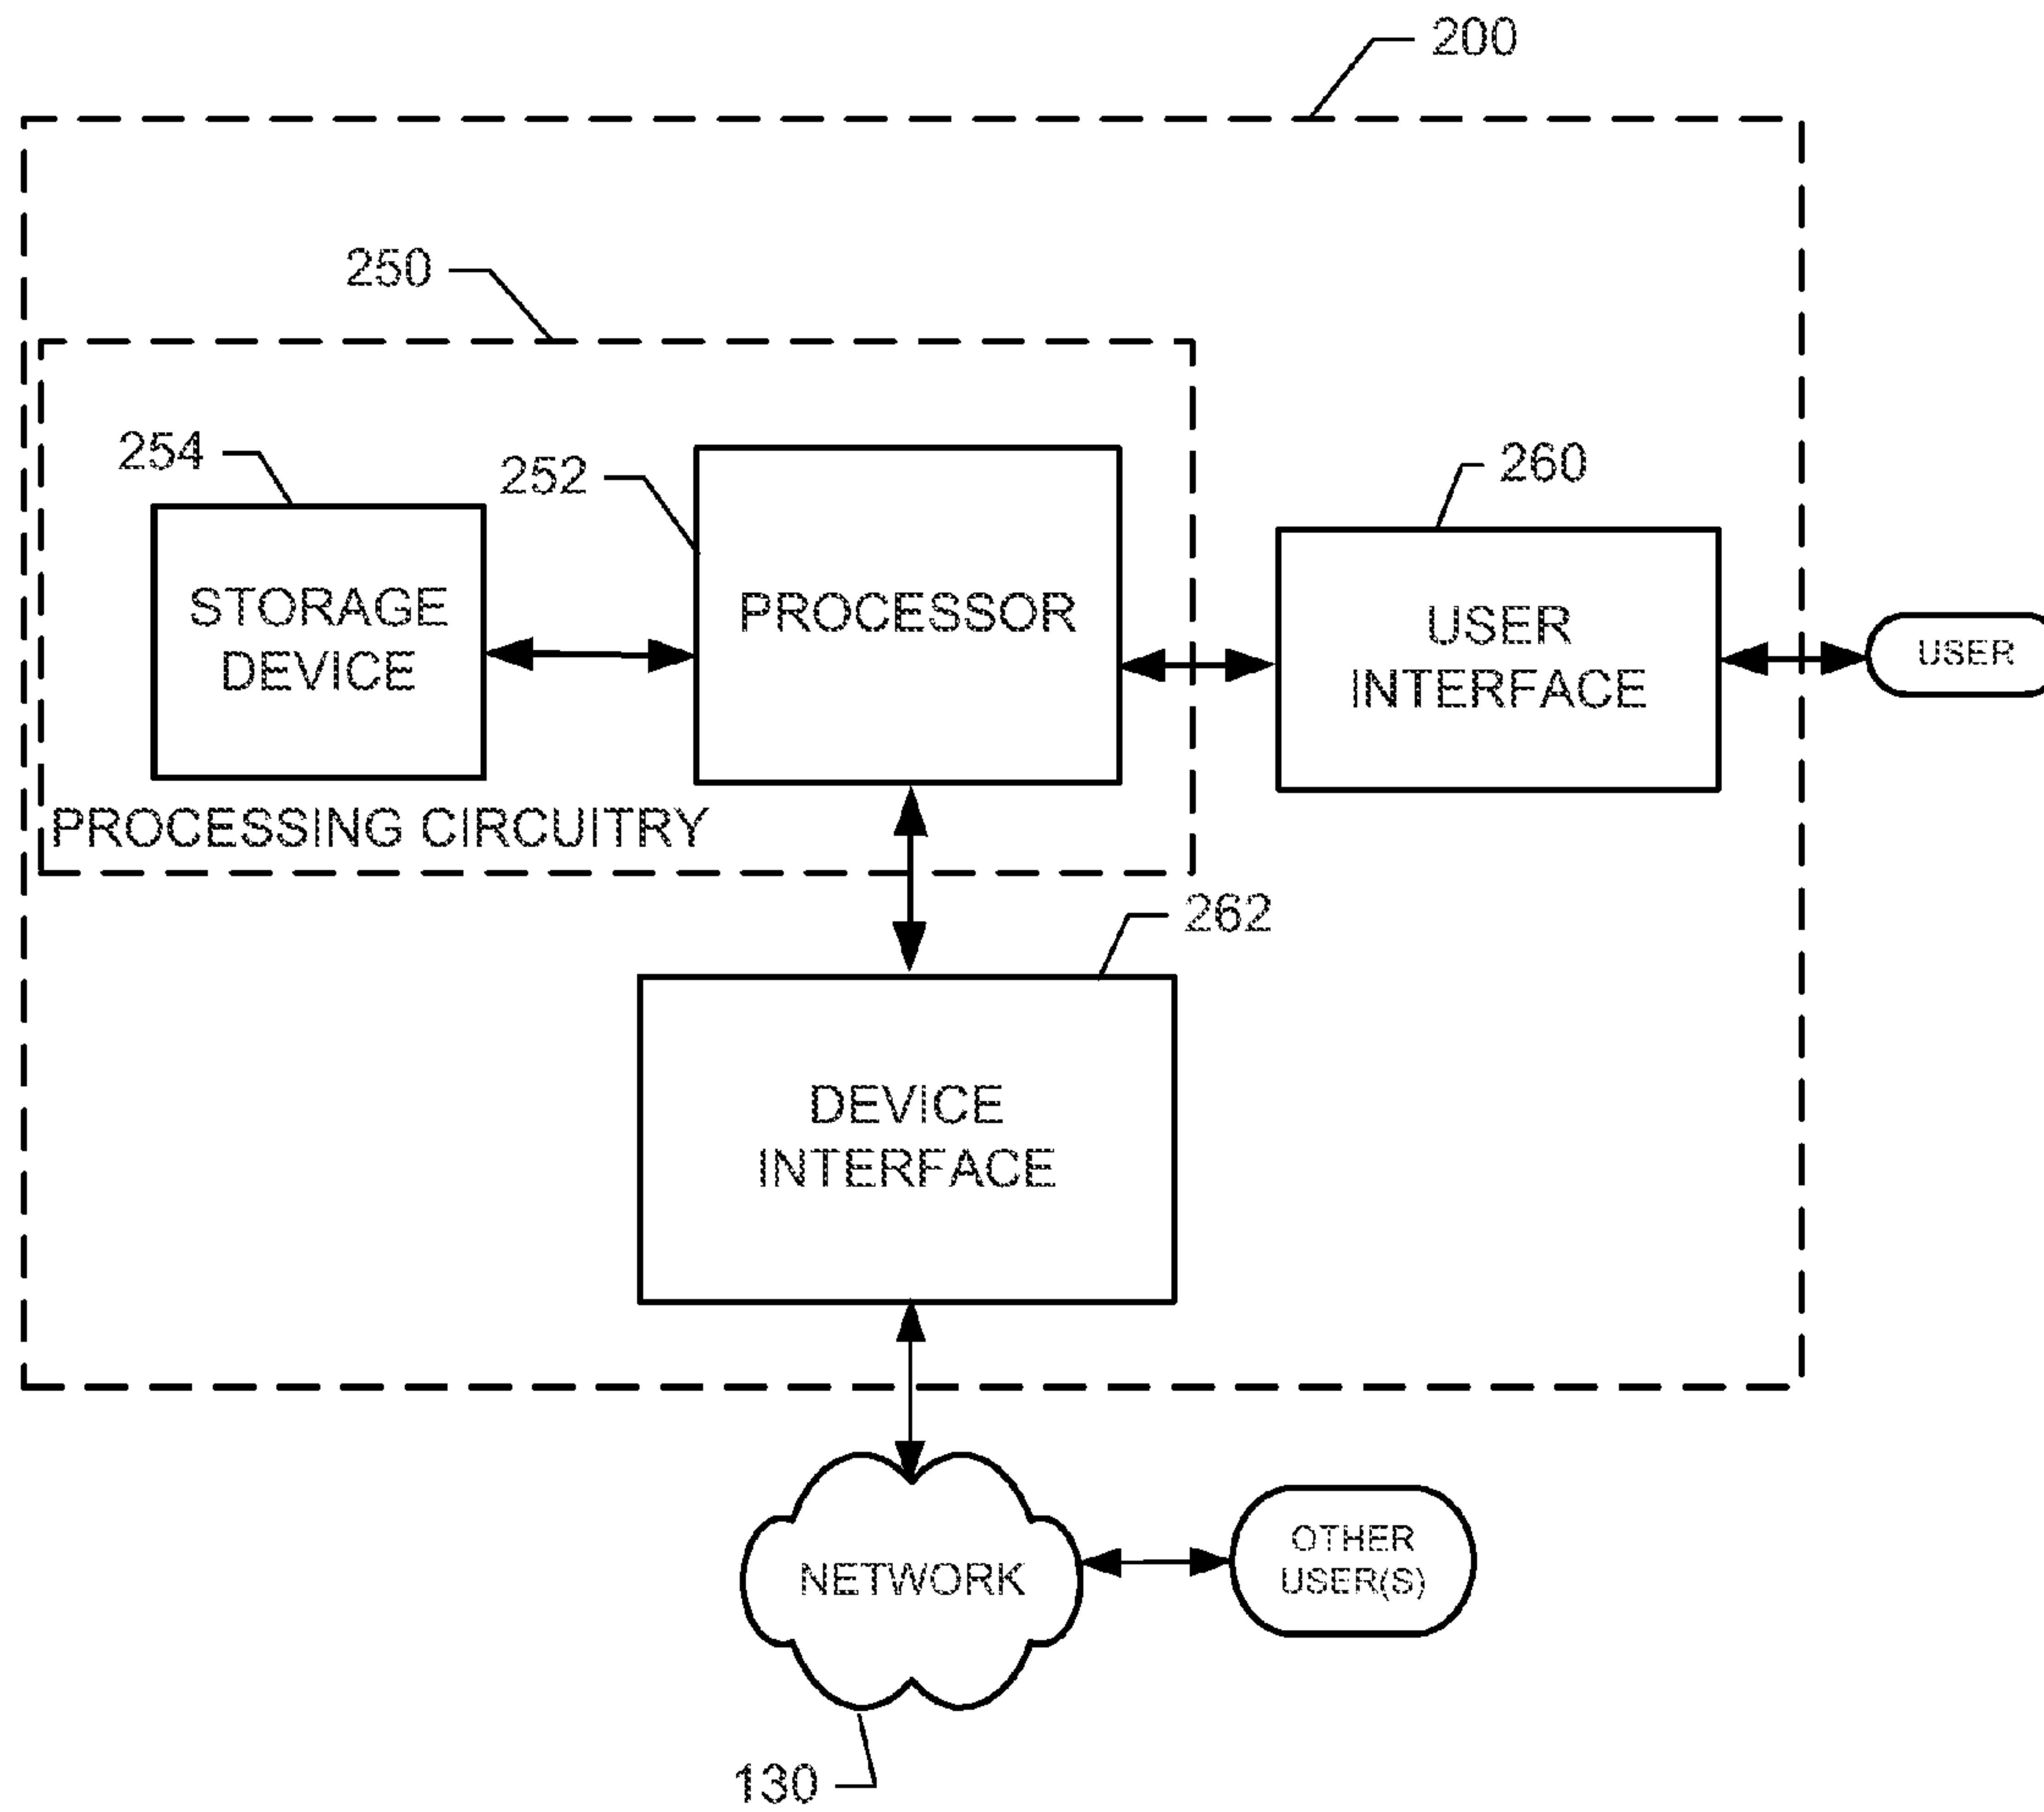 200
250
254
252
260
STORAGE
DEVICE
PROCESSOR
USER
INTERFACE
USER
PROCESSING CIRCUITRY
262
DEVICE
INTERFACE
NETWORK
OTHER
USER(S)
130